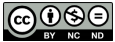 cc
$
=
BY NC ND